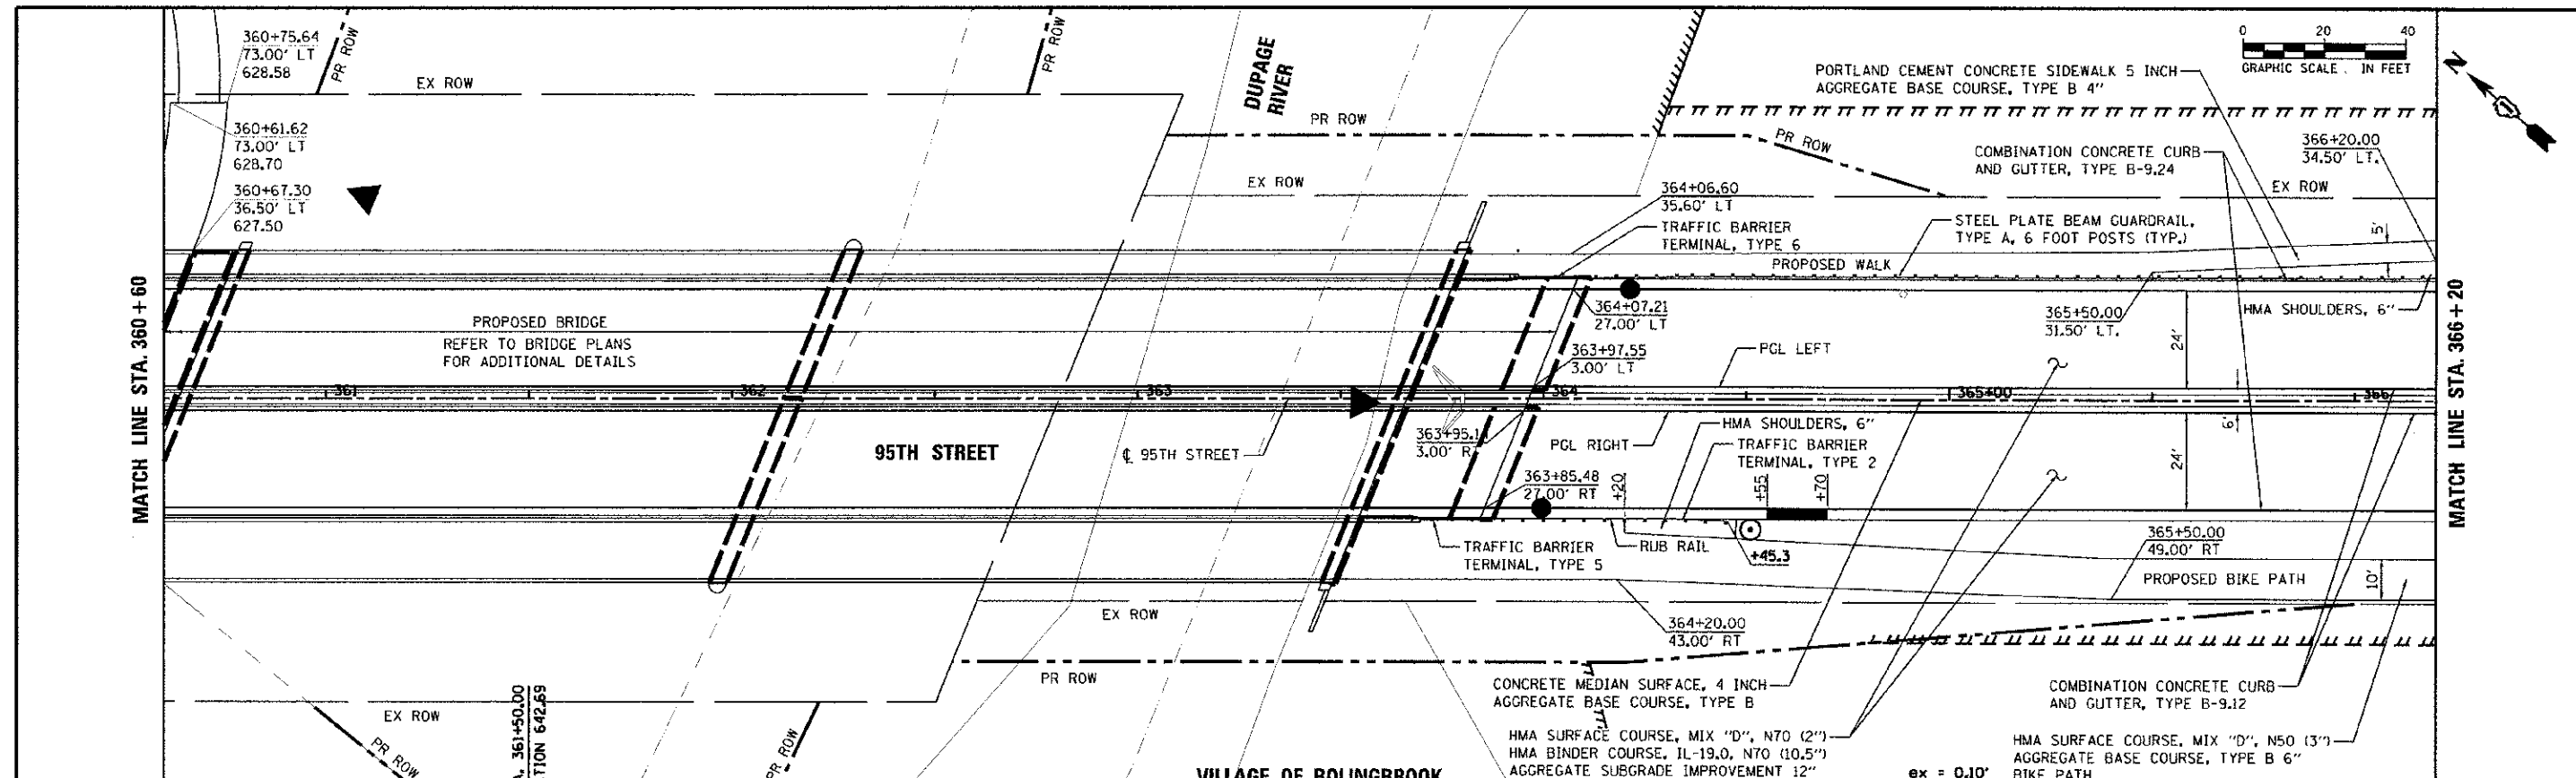 360+75.64
73.00' LT
628.58
PR ROW
EX ROW
PR ROW
DUPAGE
RIVER
0 20 40
GRAPHIC SCALE IN FEET
N
PORTLAND CEMENT CONCRETE SIDEWALK 5 INCH
AGGREGATE BASE COURSE, TYPE B 4"
360+61.62
73.00' LT
628.70
PR ROW
PR ROW
COMBINATION CONCRETE CURB
AND GUTTER, TYPE B-9.24
366+20.00
34.50' LT.
360+67.30
36.50' LT
627.50
EX ROW
364+06.60
35.60' LT
EX ROW
TRAFFIC BARRIER
TERMINAL, TYPE 6
STEEL PLATE BEAM GUARDRAIL,
TYPE A, 6 FOOT POSTS (TYP.)
5'
PROPOSED WALK
MATCH LINE STA. 360+60
PROPOSED BRIDGE
REFER TO BRIDGE PLANS
FOR ADDITIONAL DETAILS
364+07.21
27.00' LT
365+50.00
31.50' LT.
HMA SHOULDERS, 6"
24'
363+97.55
3.00' LT
PGL LEFT
361
362
363
364
365+00
366
MATCH LINE STA. 366+20
95TH STREET
℄ 95TH STREET
363+95.1
3.00' R
PGL RIGHT
HMA SHOULDERS, 6"
TRAFFIC BARRIER
TERMINAL, TYPE 2
6'
24'
363+85.48
27.00' RT
+20
+55
+70
TRAFFIC BARRIER
TERMINAL, TYPE 5
RUB RAIL
+45.3
365+50.00
49.00' RT
PROPOSED BIKE PATH
10'
EX ROW
364+20.00
43.00' RT
PR ROW
CONCRETE MEDIAN SURFACE, 4 INCH
AGGREGATE BASE COURSE, TYPE B
COMBINATION CONCRETE CURB
AND GUTTER, TYPE B-9.12
EX ROW
PR ROW
361+50.00
642.69
PR ROW
HMA SURFACE COURSE, MIX "D", N70 (2")
HMA BINDER COURSE, IL-19.0, N70 (10.5")
AGGREGATE SUBGRADE IMPROVEMENT 12"
HMA SURFACE COURSE, MIX "D", N50 (3")
AGGREGATE BASE COURSE, TYPE B 6"
BIKE PATH
VILLAGE OF BOLINGBROOK
ex = 0.10'